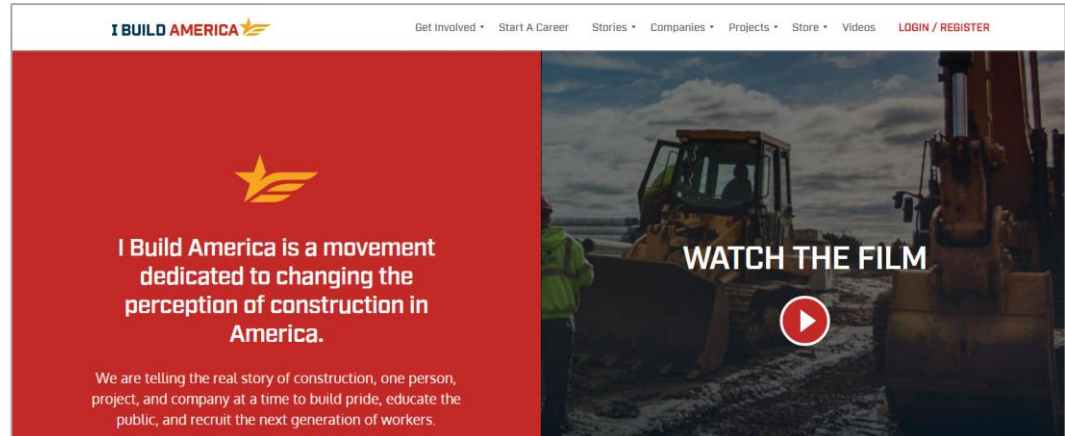 I BUILD AMERICA
Get Involved Start A Career Stories Companies Projects Store Videos LOGIN / REGISTER
I Build America is a movement
dedicated to changing the
perception of construction in
America.
We are telling the real story of construction, one person,
project, and company at a time to build pride, educate the
public, and recruit the next generation of workers.
WATCH THE FILM